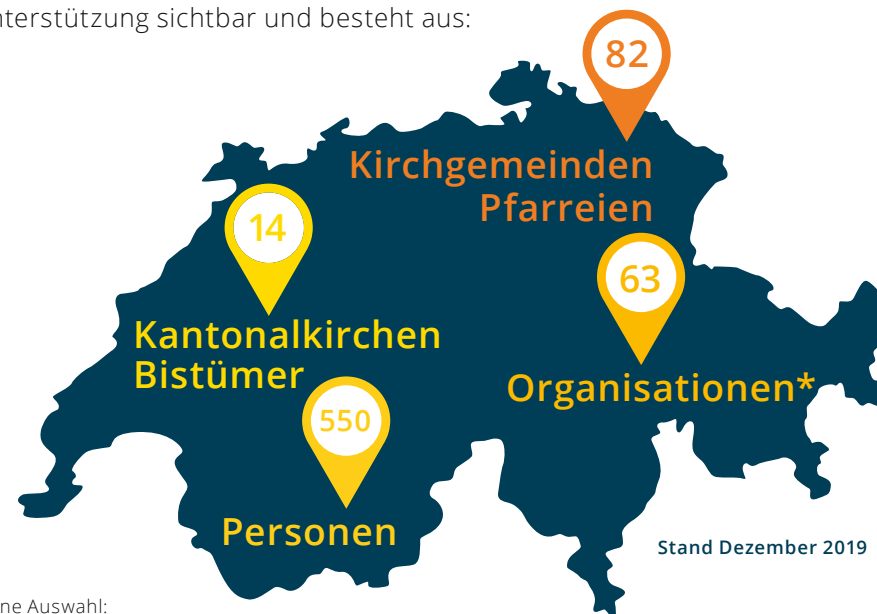 nterstützung sichtbar und besteht aus:
82
Kirchgemeinden
Pfarreien
14
Kantonalkirchen
Bistümer
63
Organisationen*
550
Personen
Stand Dezember 2019
ne Auswahl: